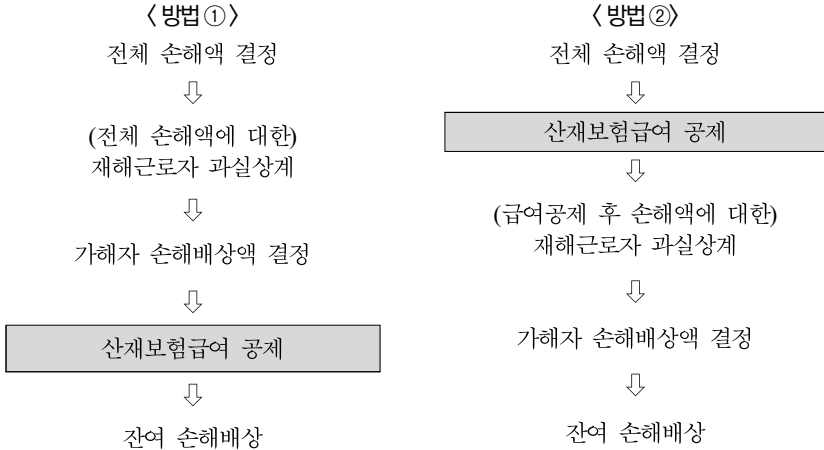 〈 방법 ① 〉
전체 손해액 결정
⇩
(전체 손해액에 대한)
재해근로자 과실상계
⇩
가해자 손해배상액 결정
⇩
산재보험급여 공제
⇩
잔여 손해배상
〈 방법 ②〉
전체 손해액 결정
⇩
산재보험급여 공제
⇩
(급여공제 후 손해액에 대한)
재해근로자 과실상계
⇩
가해자 손해배상액 결정
⇩
잔여 손해배상